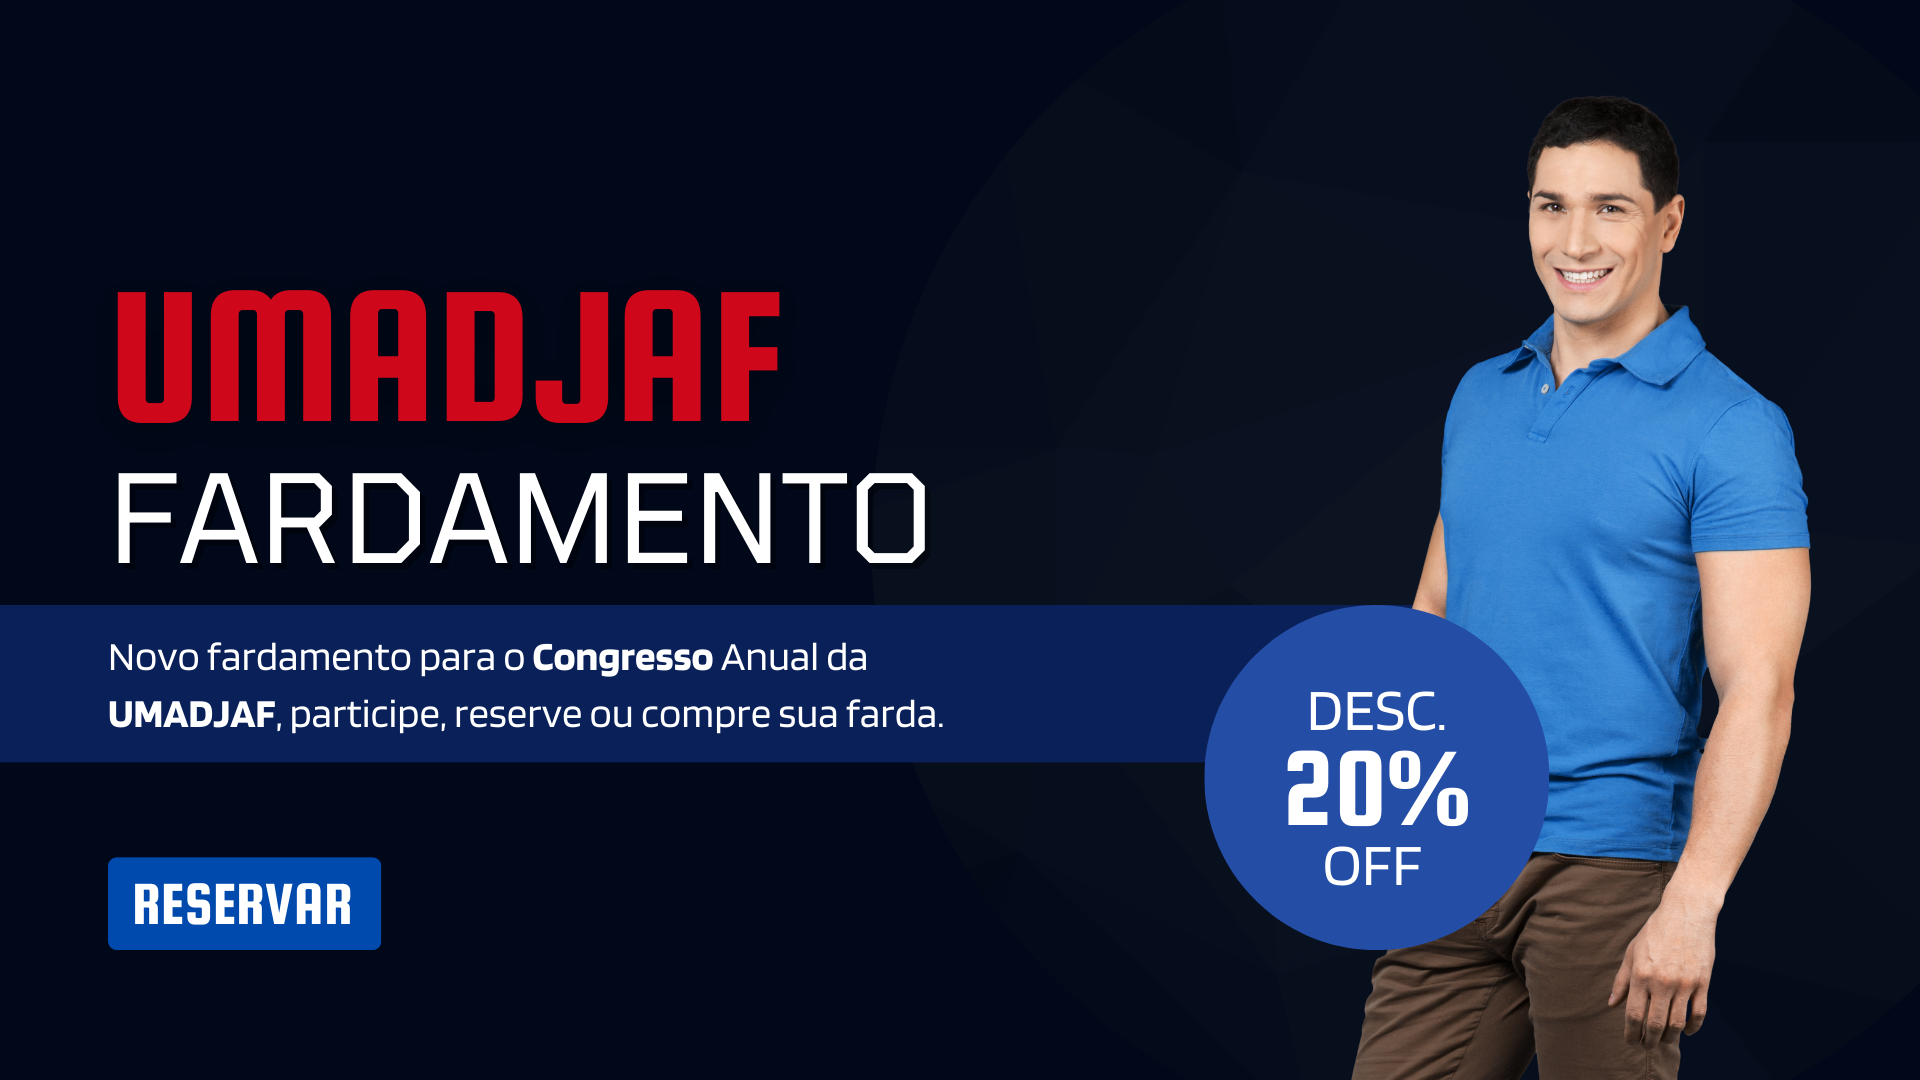 UMADJAF
FARDAMENTO
Novo fardamento para o Congresso Anual da
UMADJAF, participe, reserve ou compre sua farda.
DESC.
20%
OFF
RESERVAR